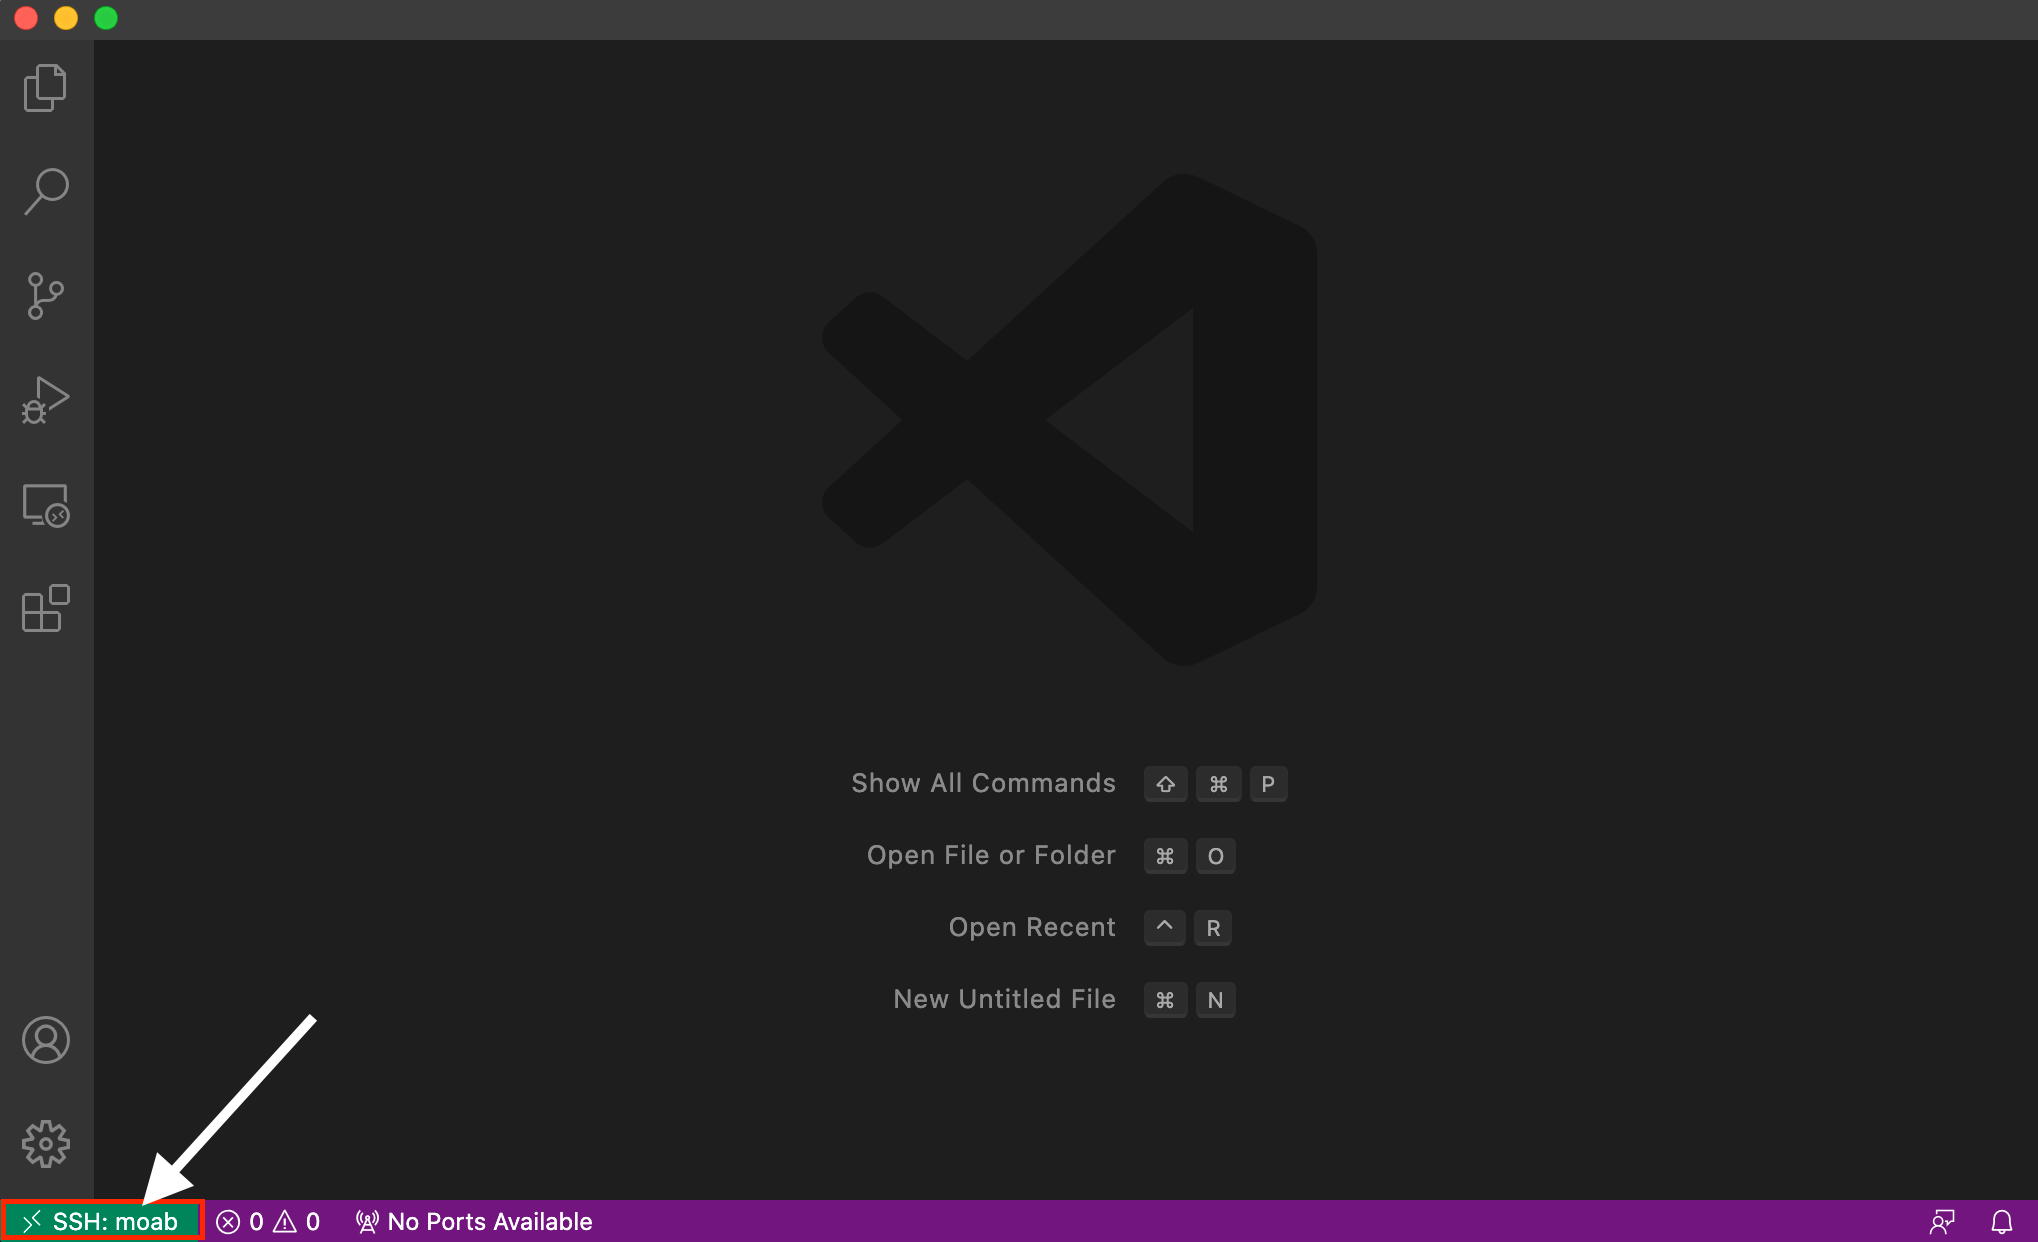 Show All Commands ⇧ ⌘ P
Open File or Folder ⌘ O
Open Recent ^ R
New Untitled File ⌘ N
SSH: moab 0 0 No Ports Available